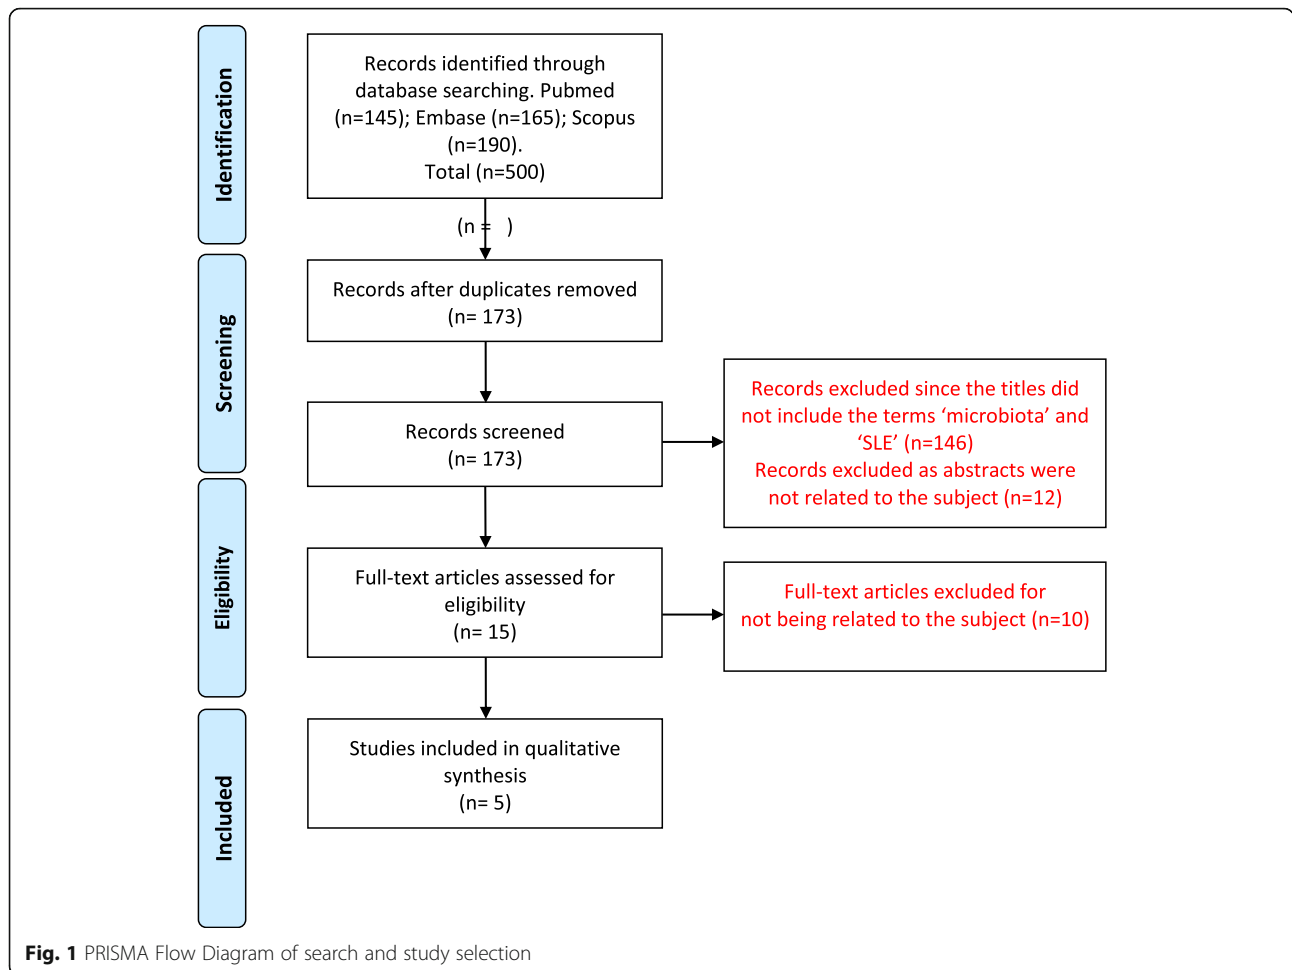 Identification
Records identified through
database searching. Pubmed
(n=145); Embase (n=165); Scopus
(n=190).
Total (n=500)
(n = )
Screening
Records after duplicates removed
(n= 173)
Records screened
(n= 173)
Records excluded since the titles did
not include the terms ‘microbiota’ and
‘SLE’ (n=146)
Records excluded as abstracts were
not related to the subject (n=12)
Eligibility
Full-text articles assessed for
eligibility
(n= 15)
Full-text articles excluded for
not being related to the subject (n=10)
Included
Studies included in qualitative
synthesis
(n= 5)
Fig. 1 PRISMA Flow Diagram of search and study selection